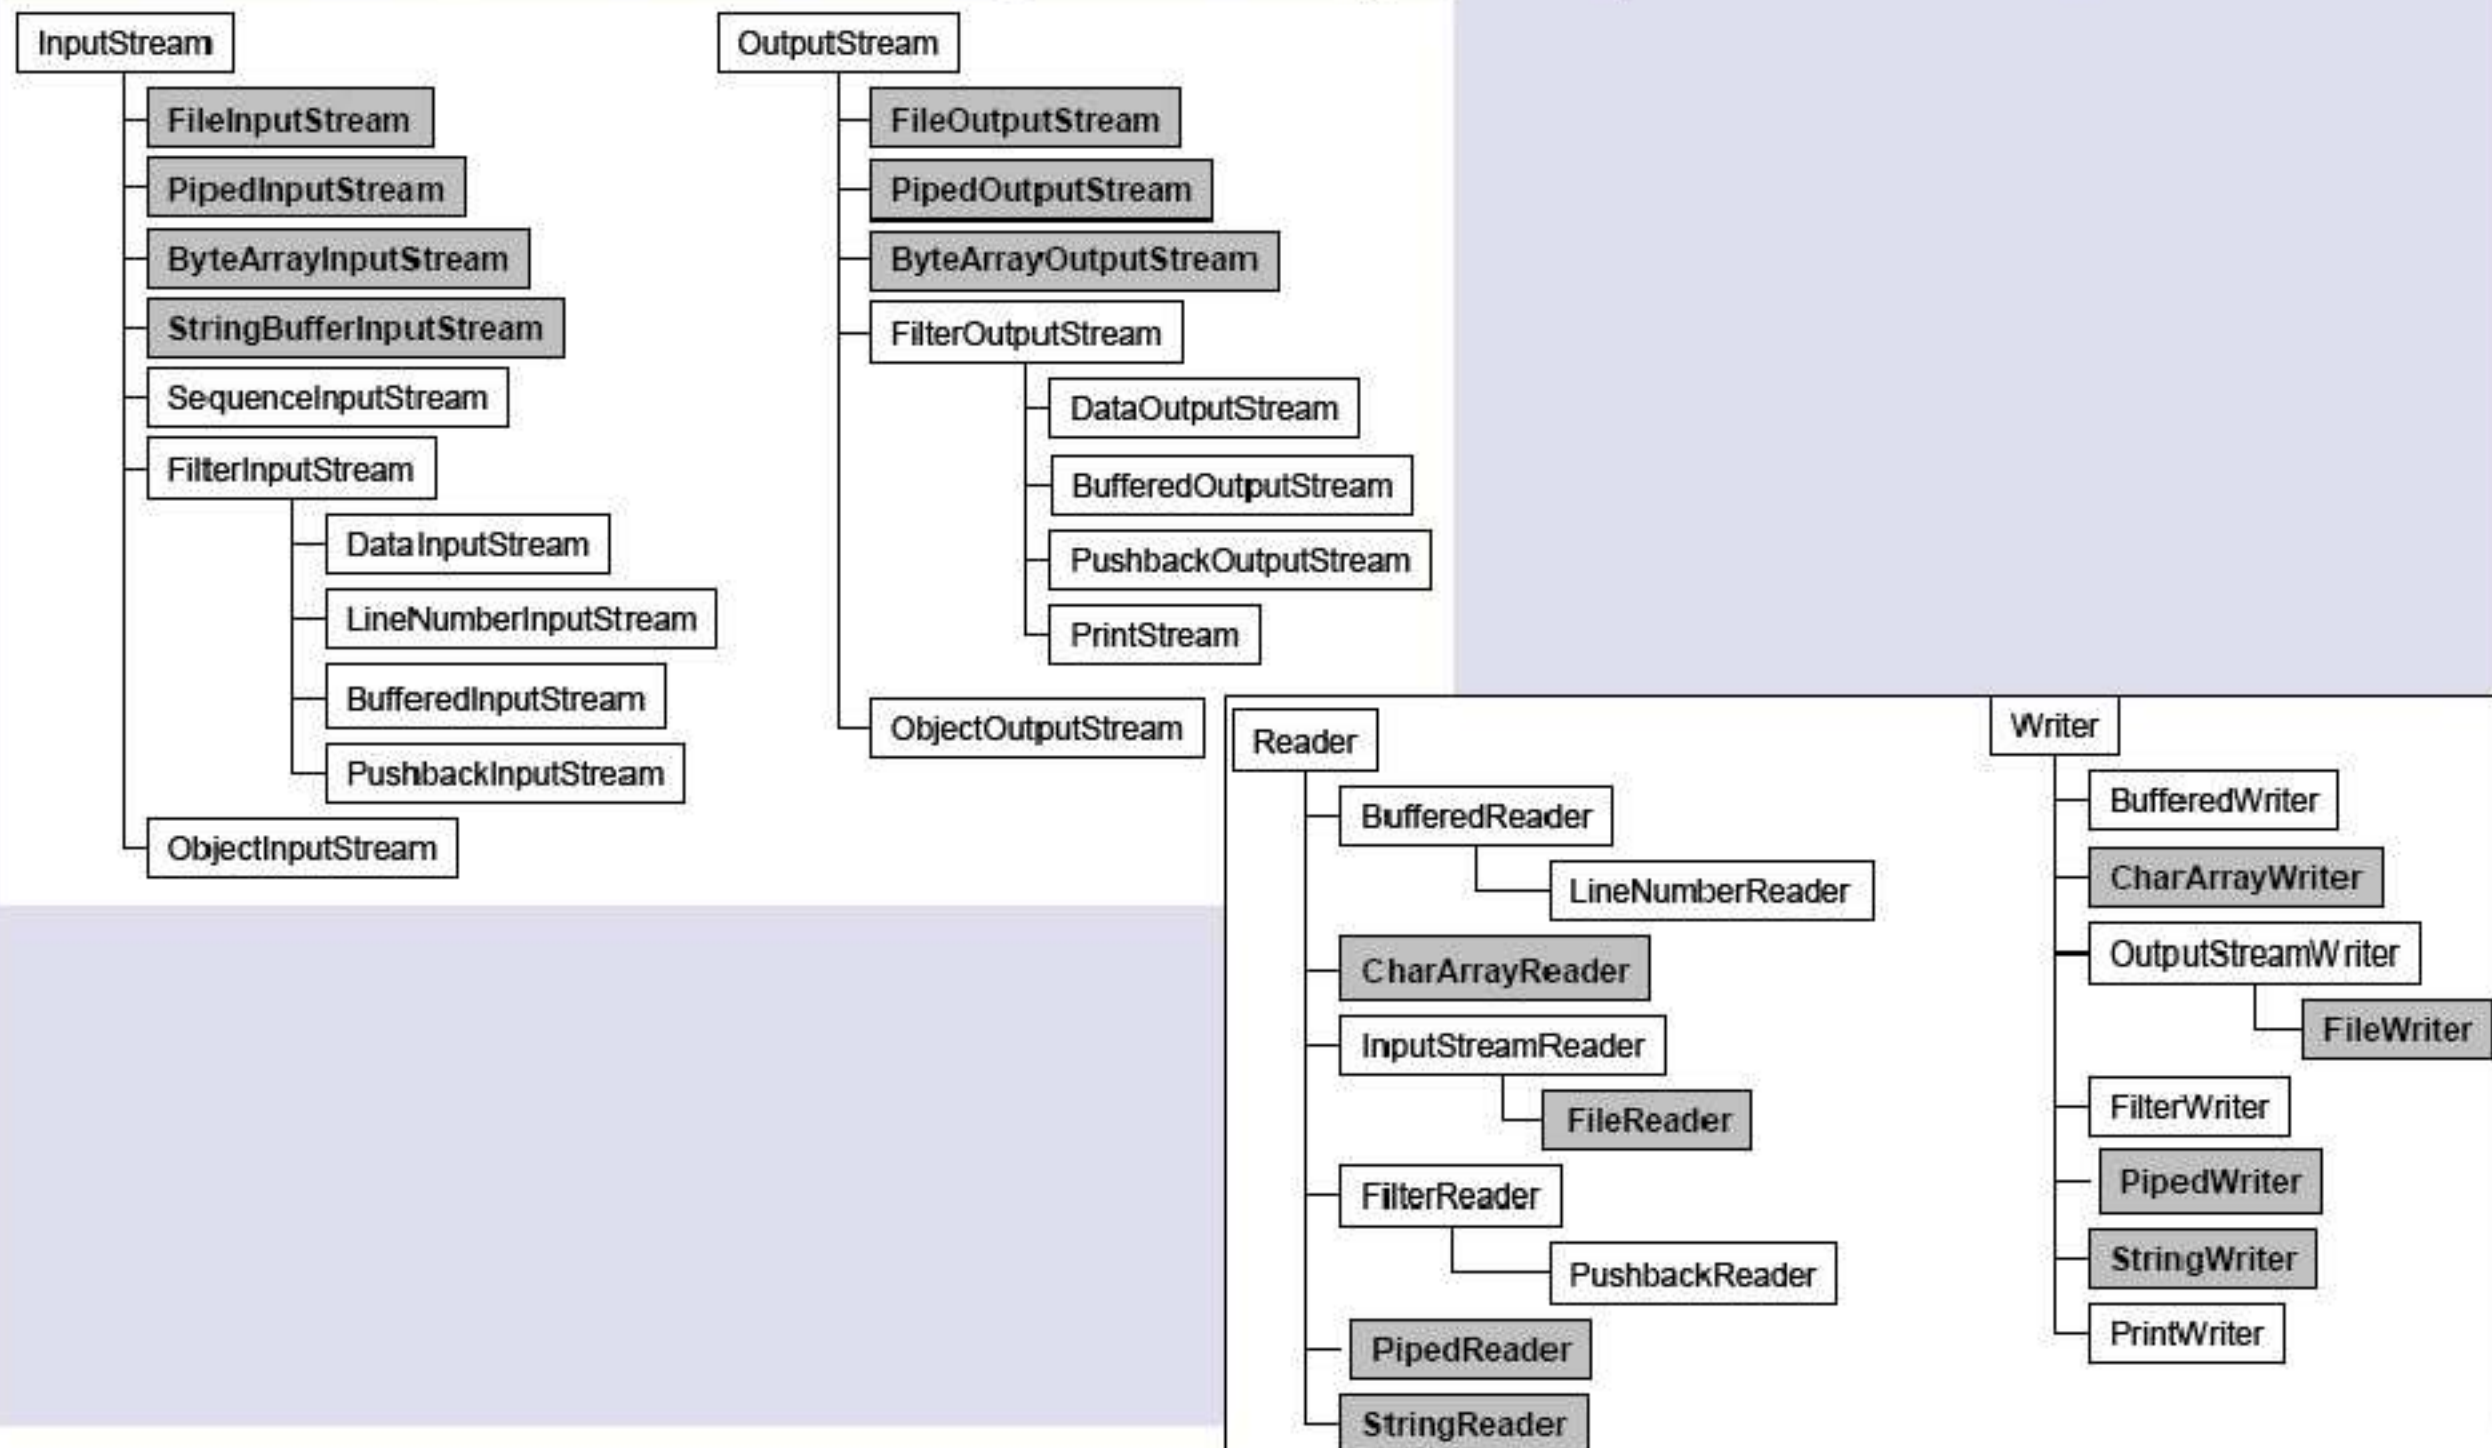 InputStream
FileInputStream
PipedInputStream
ByteArrayInputStream
StringBufferInputStream
SequenceInputStream
FilterInputStream
DataInputStream
LineNumberInputStream
BufferedInputStream
PushbackInputStream
ObjectInputStream
OutputStream
FileOutputStream
PipedOutputStream
ByteArrayOutputStream
FilterOutputStream
DataOutputStream
BufferedOutputStream
PushbackOutputStream
PrintStream
ObjectOutputStream
Reader
BufferedReader
LineNumberReader
CharArrayReader
InputStreamReader
FileReader
FilterReader
PushbackReader
PipedReader
StringReader
Writer
BufferedWriter
CharArrayWriter
OutputStreamWriter
FileWriter
FilterWriter
PipedWriter
StringWriter
PrintWriter